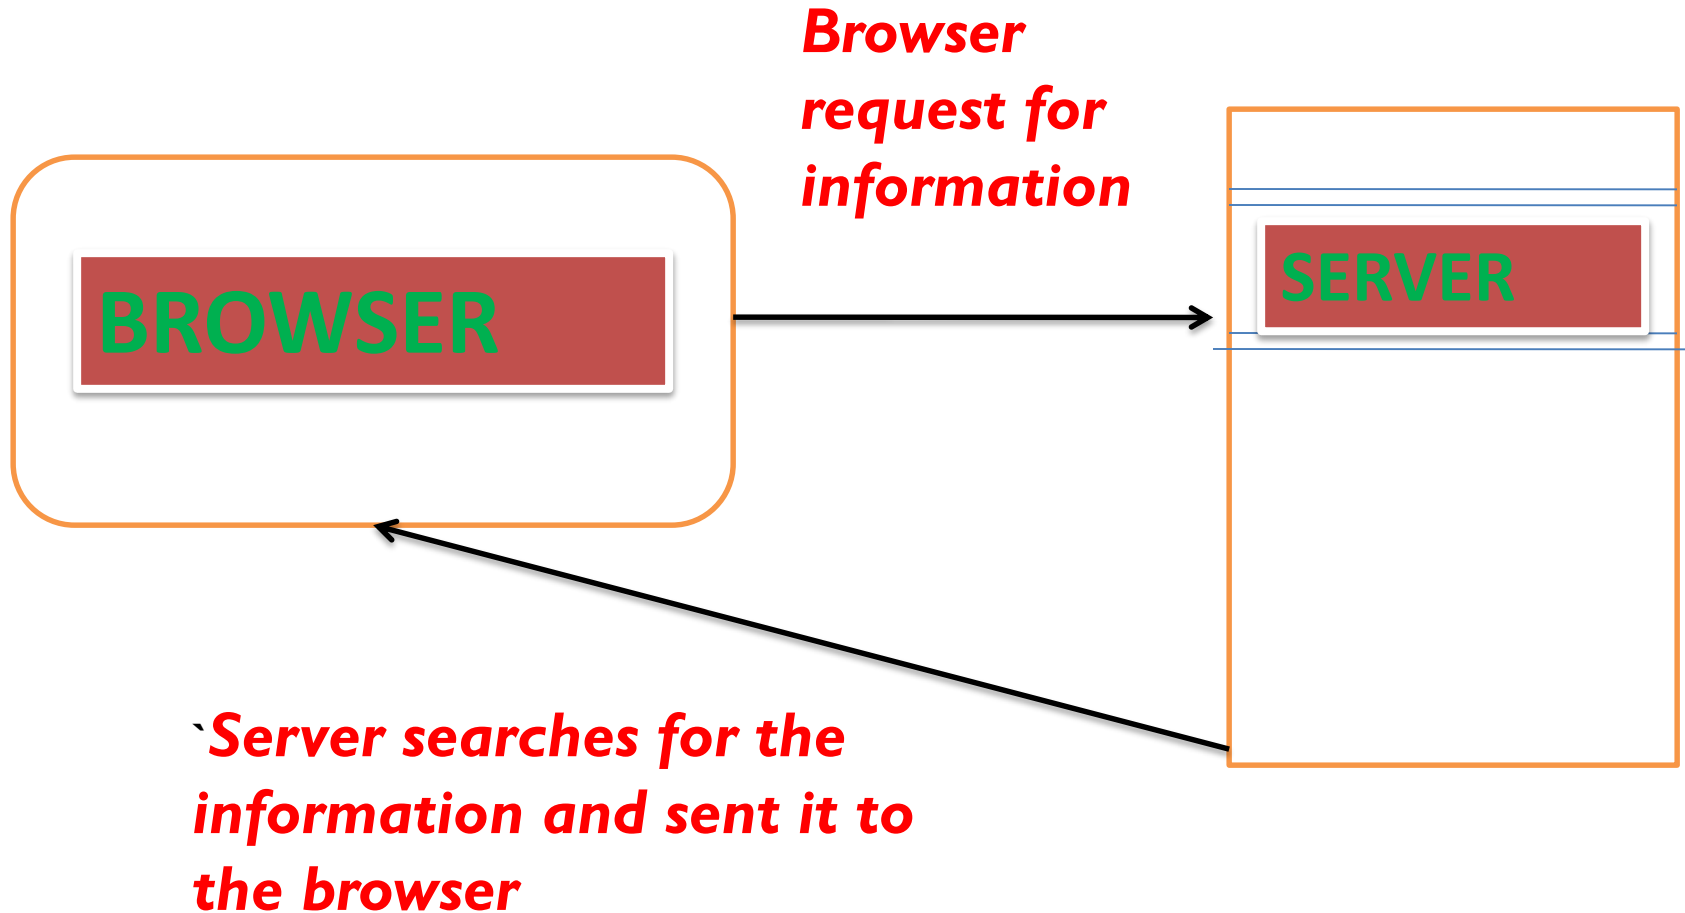 Browser
request for
information
BROWSER
SERVER
`Server searches for the
information and sent it to
the browser